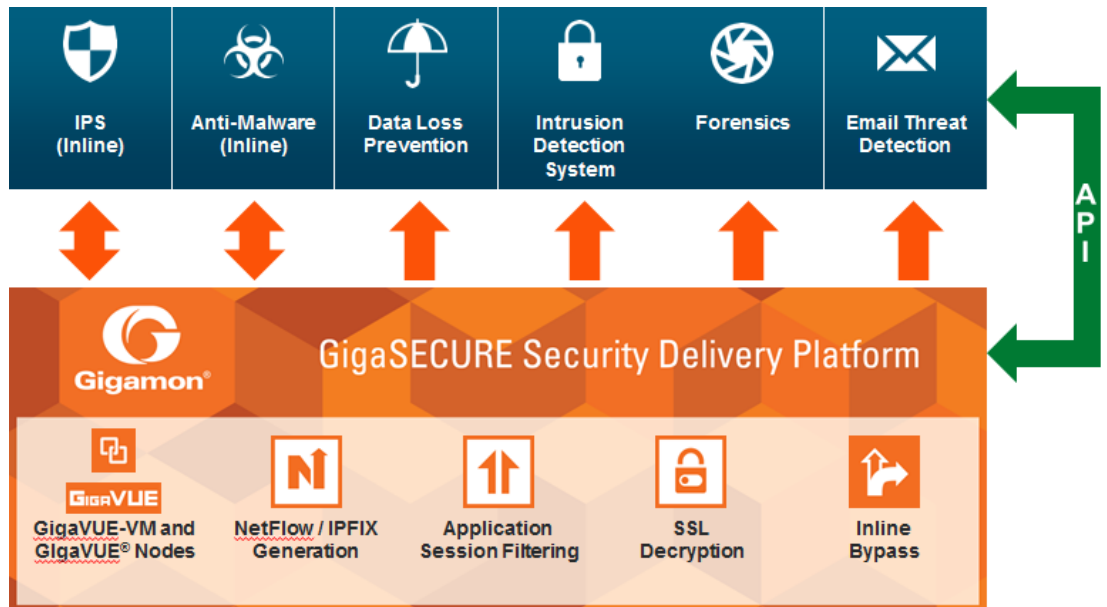 IPS
(Inline)
Anti-Malware
(Inline)
Data Loss
Prevention
Intrusion
Detection
System
Forensics
Email Threat
Detection
API
Gigamon®
GigaSECURE Security Delivery Platform
GIGAVUE
GigaVUE-VM and
GIgaVUE® Nodes
NetFlow / IPFIX
Generation
Application
Session Filtering
SSL
Decryption
Inline
Bypass